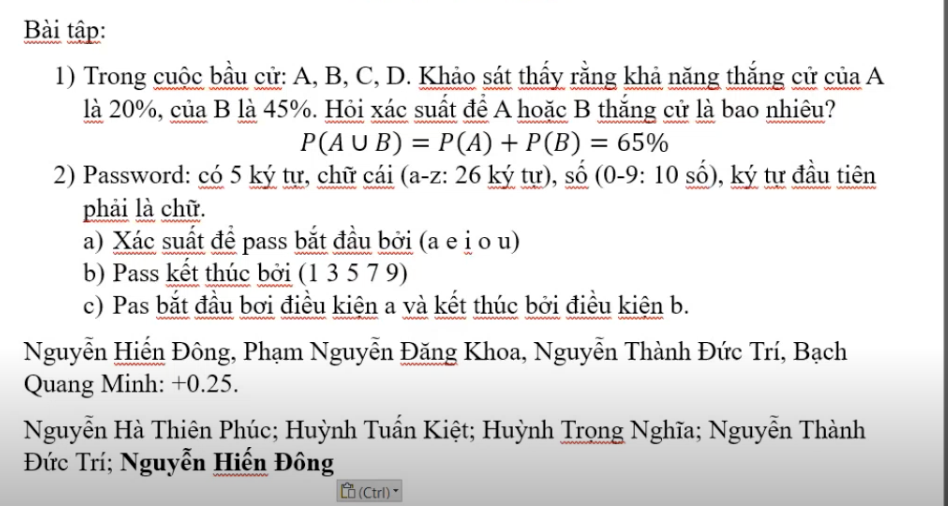 Bài tập:
1) Trong cuộc bầu cử: A, B, C, D. Khảo sát thấy rằng khả năng thắng cử của A
là 20%, của B là 45%. Hỏi xác suất để A hoặc B thắng cử là bao nhiêu?
P(A ∪ B) = P(A) + P(B) = 65%
2) Password: có 5 ký tự, chữ cái (a-z: 26 ký tự), số (0-9: 10 số), ký tự đầu tiên
phải là chữ.
a) Xác suất để pass bắt đầu bởi (a e i o u)
b) Pass kết thúc bởi (1 3 5 7 9)
c) Pas bắt đầu bơi điều kiện a và kết thúc bởi điều kiện b.
Nguyễn Hiến Đông, Phạm Nguyễn Đăng Khoa, Nguyễn Thành Đức Trí, Bạch
Quang Minh: +0.25.
Nguyễn Hà Thiên Phúc; Huỳnh Tuấn Kiệt; Huỳnh Trọng Nghĩa; Nguyễn Thành
Đức Trí; Nguyễn Hiến Đông
(Ctrl)